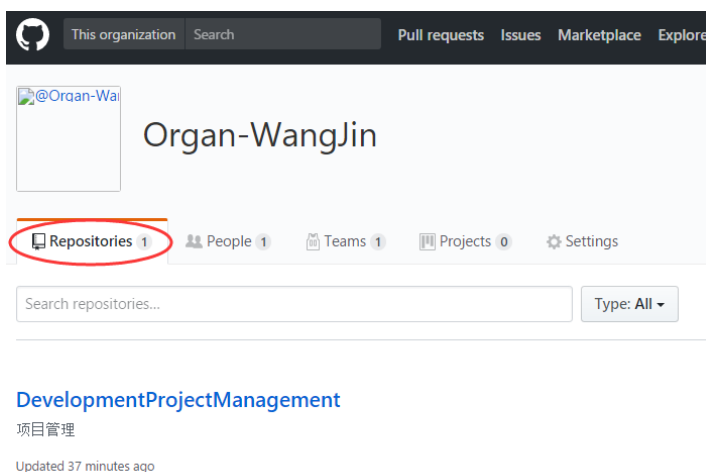 This organization Search Pull requests Issues Marketplace Explore
@Organ-Wa
Organ-WangJin
Repositories 1 People 1 Teams 1 Projects 0 Settings
Search repositories... Type: All
DevelopmentProjectManagement
项目管理
Updated 37 minutes ago